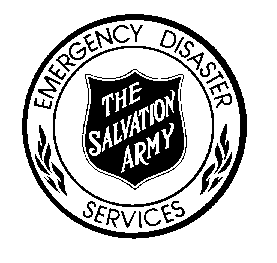 EMERGENCY DISASTER
THE
SALVATION
ARMY
SERVICES